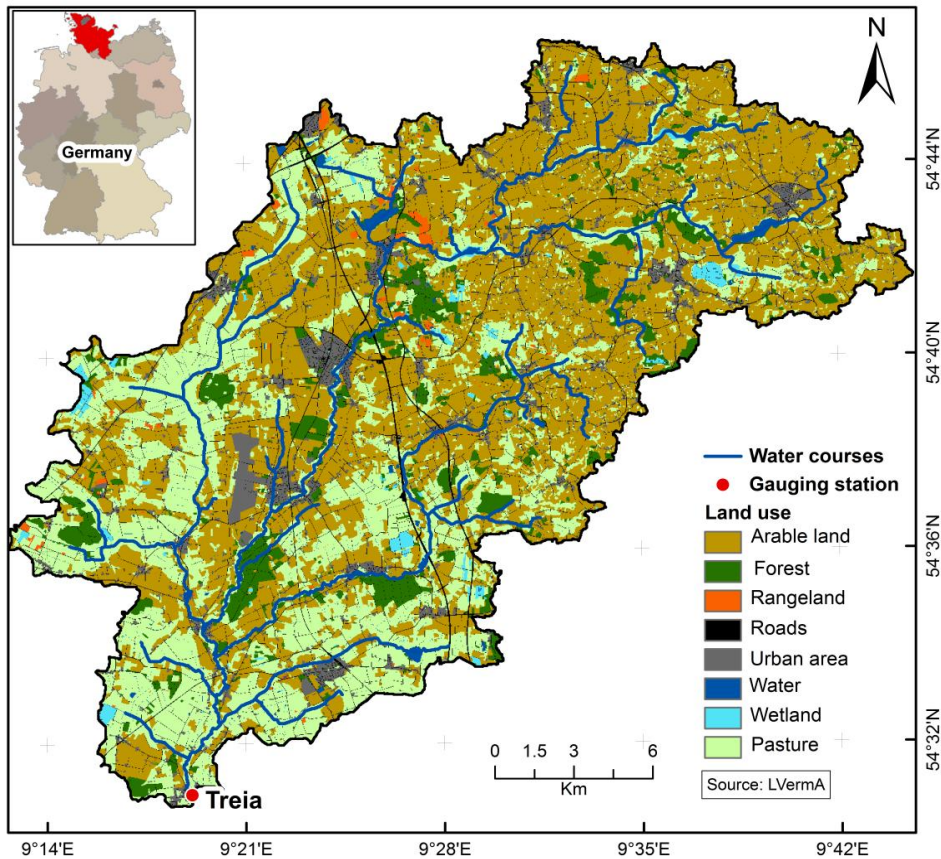 Germany
N
54°44'N
54°40'N
54°36'N
54°32'N
Water courses
Gauging station
Land use
Arable land
Forest
Rangeland
Roads
Urban area
Water
Wetland
Pasture
Source: LVermA
0 1.5 3 6
Km
Treia
9°14'E 9°21'E 9°28'E 9°35'E 9°42'E